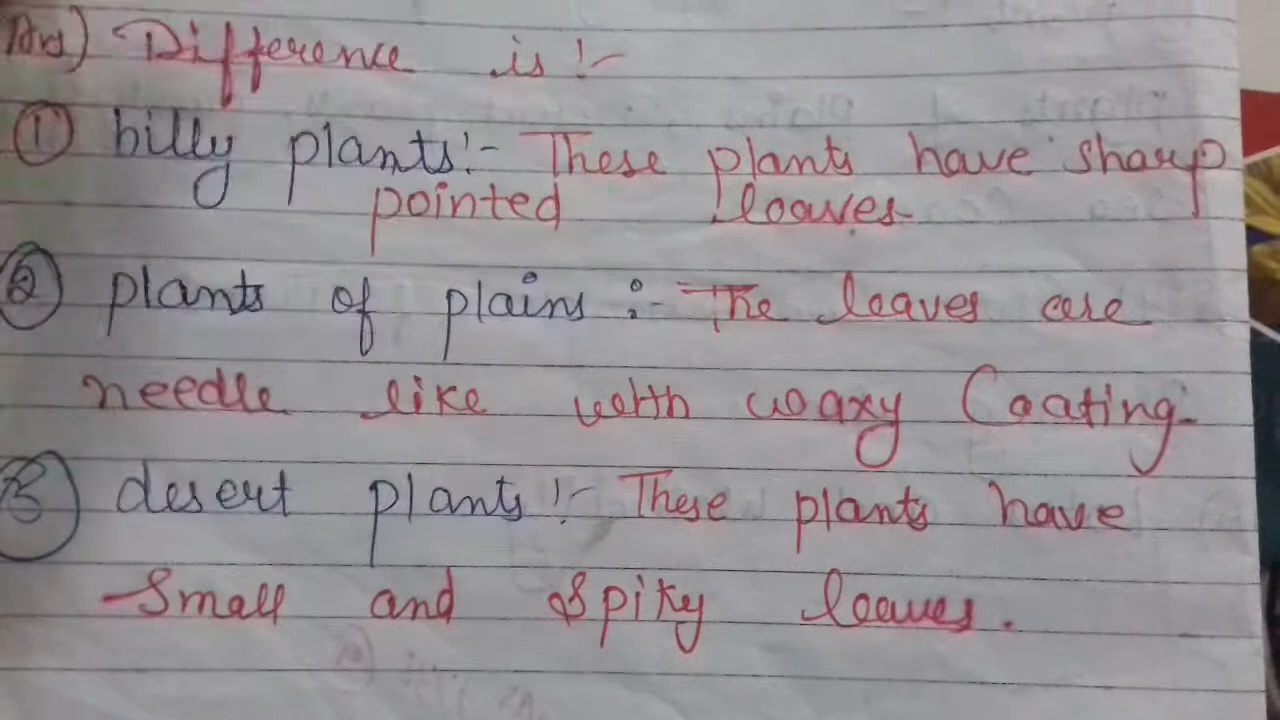 Ans) Difference is :-
① hilly plants :- These plants have sharp
pointed leaves
② plants of plains :- The leaves are
needle like with waxy Coating.
③ desert plants :- These plants have
Small and spiky leaves.